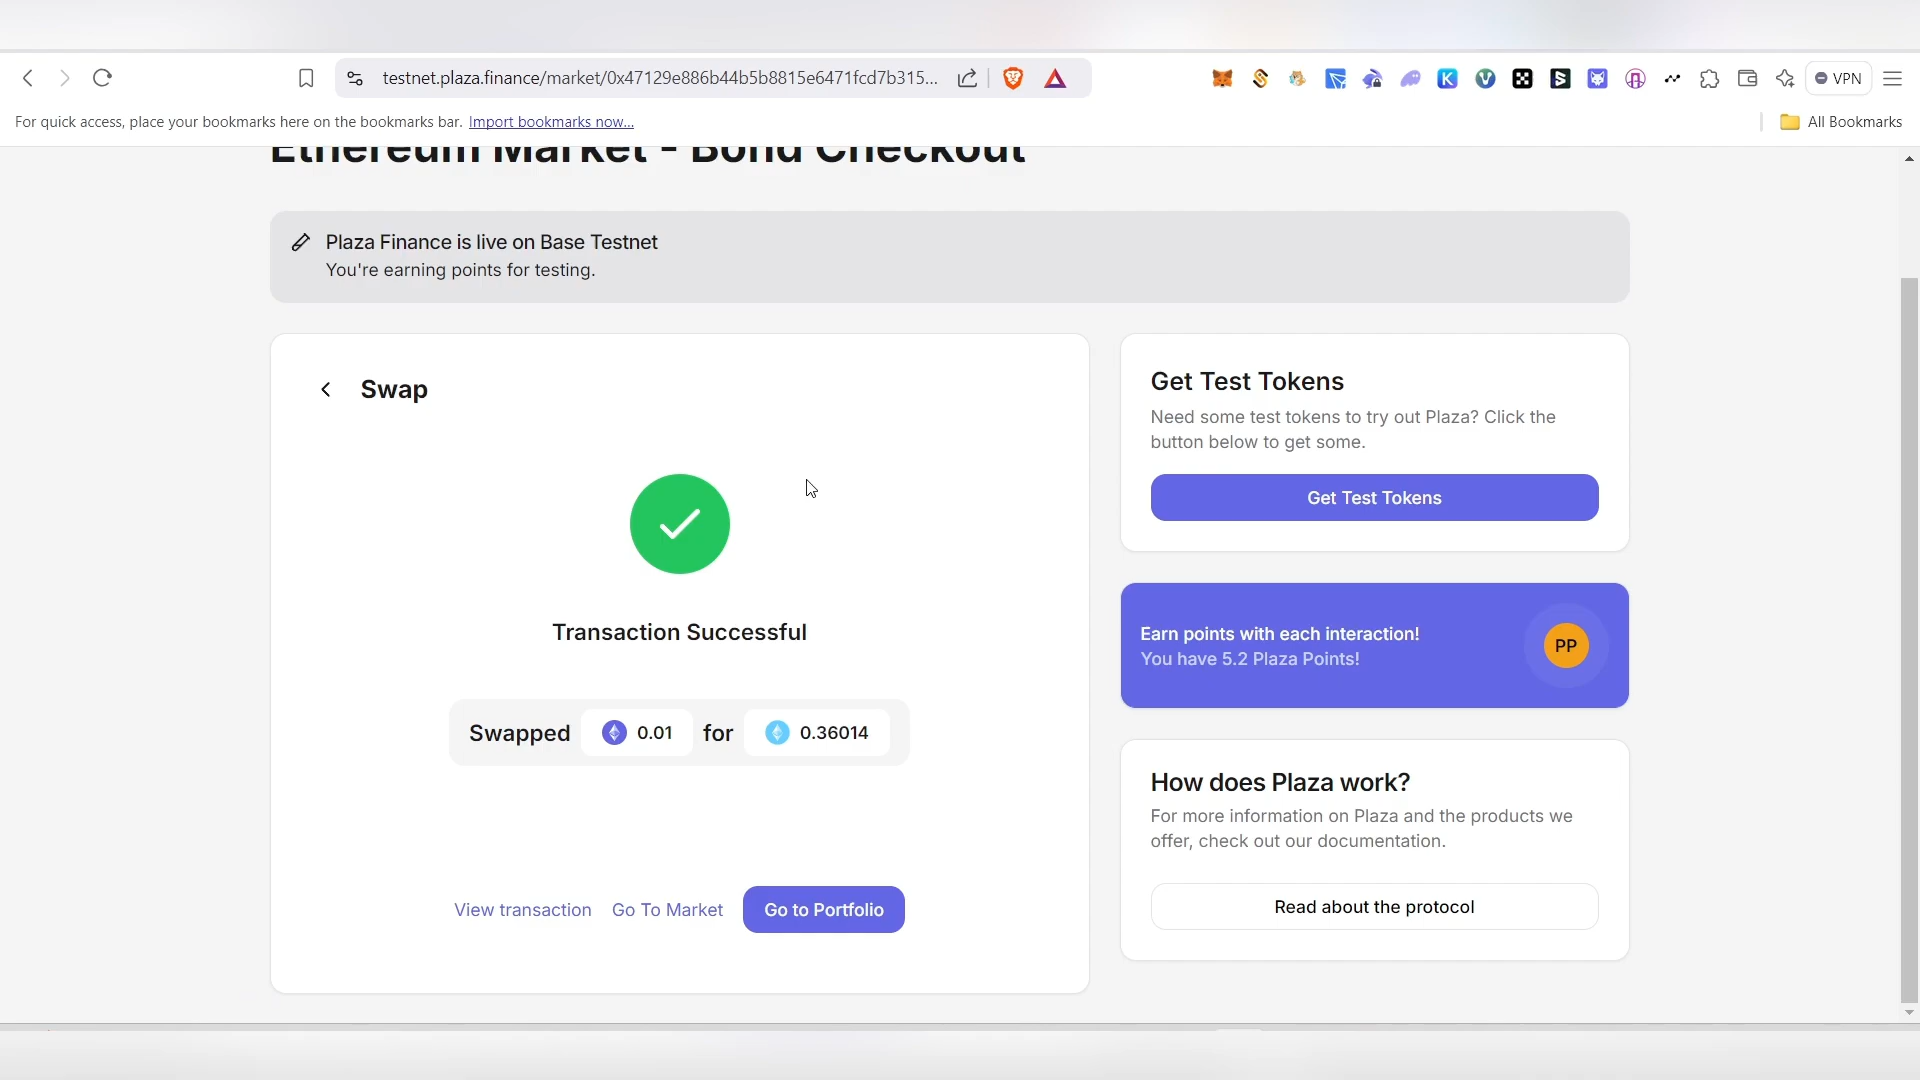 testnet.plaza.finance/market/0x47129e886b44b5b8815e6471fcd7b315...
VPN
For quick access, place your bookmarks here on the bookmarks bar. Import bookmarks now...
All Bookmarks
Ethereum Market - Bond Checkout
Plaza Finance is live on Base Testnet
You're earning points for testing.
Swap
Transaction Successful
Swapped 0.01 for 0.36014
View transaction Go To Market Go to Portfolio
Get Test Tokens
Need some test tokens to try out Plaza? Click the
button below to get some.
Get Test Tokens
Earn points with each interaction!
You have 5.2 Plaza Points!
PP
How does Plaza work?
For more information on Plaza and the products we
offer, check out our documentation.
Read about the protocol